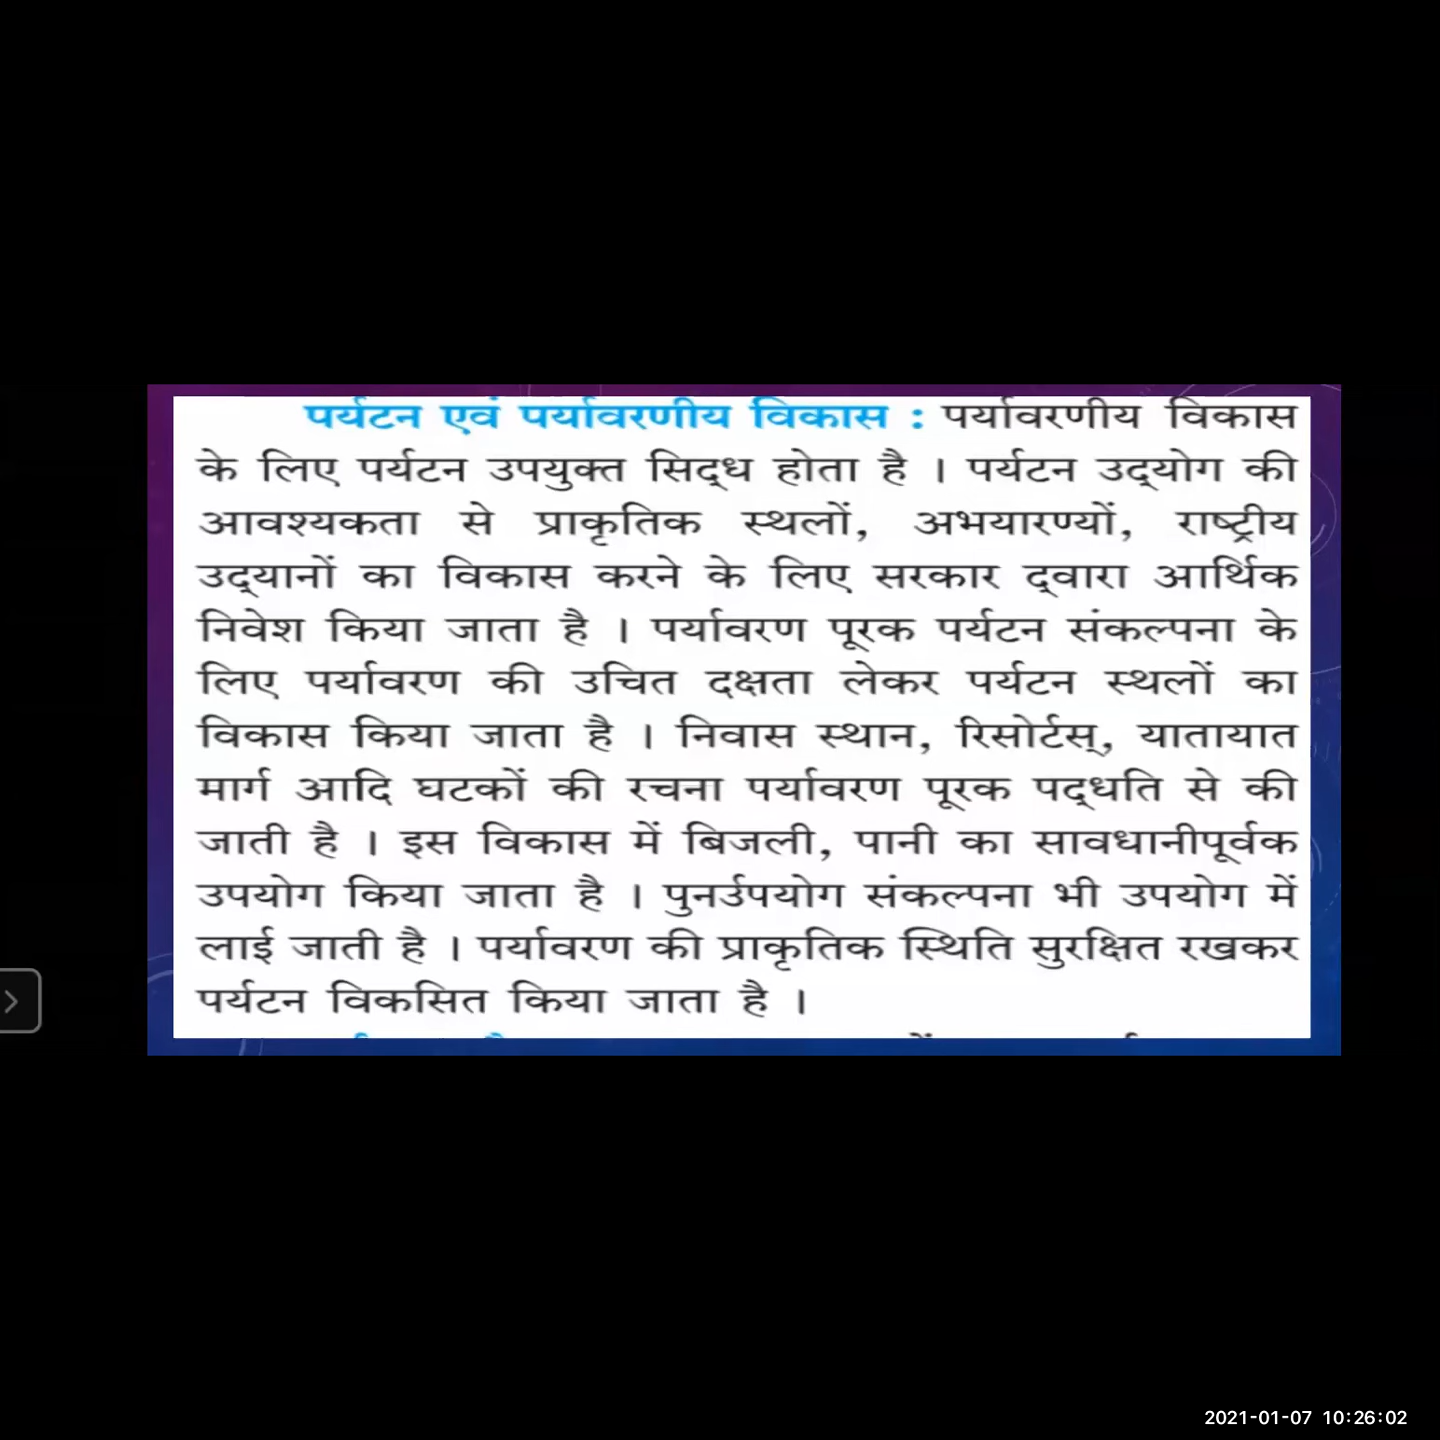 पर्यटन एवं पर्यावरणीय विकास : पर्यावरणीय विकास
के लिए पर्यटन उपयुक्त सिद्ध होता है । पर्यटन उद्योग की
आवश्यकता से प्राकृतिक स्थलों, अभयारण्यों, राष्ट्रीय
उद्यानों का विकास करने के लिए सरकार द्वारा आर्थिक
निवेश किया जाता है । पर्यावरण पूरक पर्यटन संकल्पना के
लिए पर्यावरण की उचित दक्षता लेकर पर्यटन स्थलों का
विकास किया जाता है । निवास स्थान, रिसोर्टस्, यातायात
मार्ग आदि घटकों की रचना पर्यावरण पूरक पद्धति से की
जाती है । इस विकास में बिजली, पानी का सावधानीपूर्वक
उपयोग किया जाता है । पुनर्उपयोग संकल्पना भी उपयोग में
लाई जाती है । पर्यावरण की प्राकृतिक स्थिति सुरक्षित रखकर
पर्यटन विकसित किया जाता है ।
2021-01-07 10:26:02